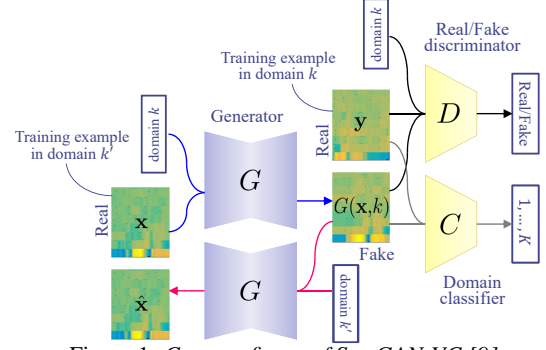 domain k
Real/Fake
discriminator
Training example
in domain k
Generator
Real
y
D
Real/Fake
domain k
Training example
in domain k'
G
Real
x
G(x,k)
Fake
C
1, ..., K
x̂
G
domain k'
Domain
classifier